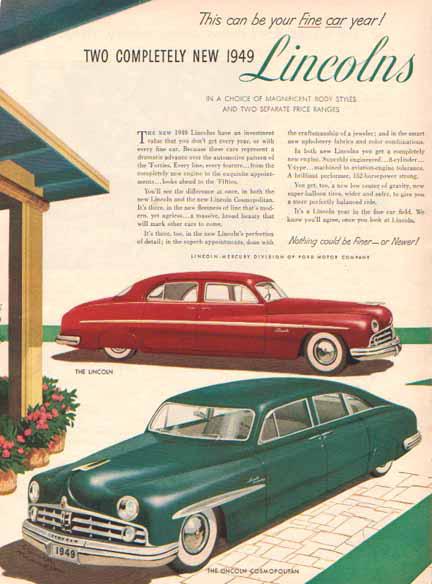 This can be your Fine car year!
TWO COMPLETELY NEW 1949 Lincolns
IN A CHOICE OF MAGNIFICENT BODY STYLES
AND TWO SEPARATE PRICE RANGES
THE NEW 1949 Lincolns have an investment
value that you don't get every year, or with
every fine car. Because these cars represent a
dramatic advance over the automotive pattern of
the 'Forties. Every line, every feature...from the
completely new engine to the exquisite appoint-
ments...looks ahead to the 'Fifties.
You'll see the difference at once, in both the
new Lincoln and the new Lincoln Cosmopolitan.
It's there, in the new fleetness of line that's mod-
ern, yet ageless...a massive, broad beauty that
will mark other cars to come.
It's there, too, in the new Lincoln's perfection
of detail; in the superb appointments, done with
the craftsmanship of a jeweler; and in the smart
new upholstery fabrics and color combinations.
In both new Lincolns you get a completely
new engine. Superbly engineered...8-cylinder...
V-type...machined to aviation-engine tolerance.
A brilliant performer, 152-horsepower strong.
You get, too, a new low center of gravity, new
super-balloon tires, wider and safer, to give you
a more perfectly balanced ride.
It's a Lincoln year in the fine car field. We
know you'll agree, once you look at Lincoln.
Nothing could be Finer—or Newer!
LINCOLN-MERCURY DIVISION OF FORD MOTOR COMPANY
THE LINCOLN
1949
THE LINCOLN COSMOPOLITAN